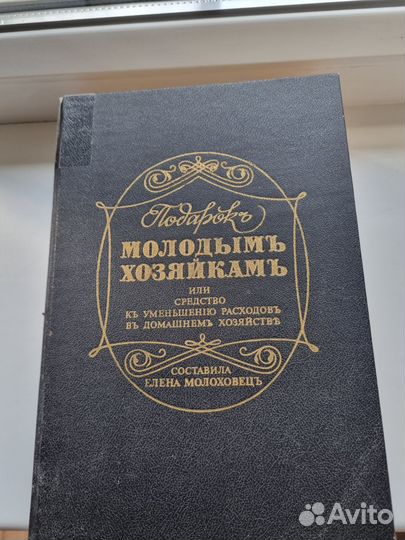 Подарокъ
МОЛОДЫМЪ
ХОЗЯЙКАМЪ
ИЛИ
СРЕДСТВО
КЪ УМЕНЬШЕНІЮ РАСХОДОВЪ
ВЪ ДОМАШНЕМЪ ХОЗЯЙСТВѢ
СОСТАВИЛА
ЕЛЕНА МОЛОХОВЕЦЪ
Avito